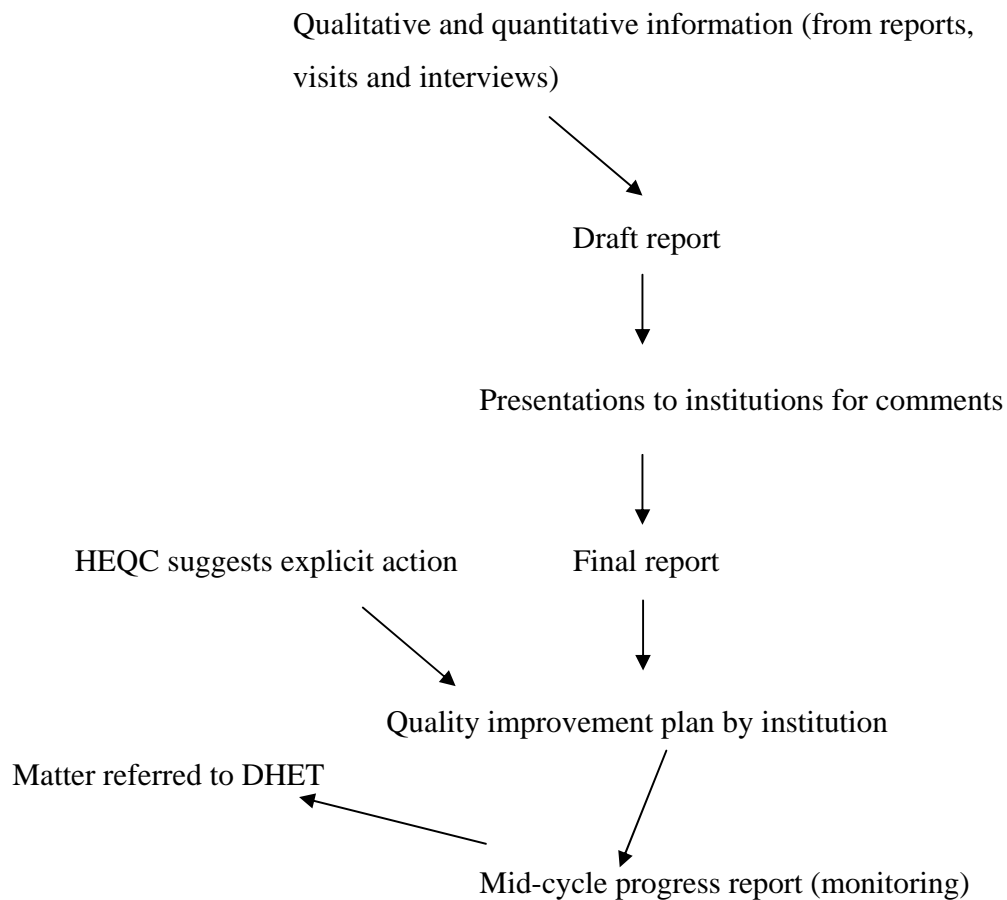 Qualitative and quantitative information (from reports,
visits and interviews)
Draft report
Presentations to institutions for comments
HEQC suggests explicit action
Final report
Quality improvement plan by institution
Matter referred to DHET
Mid-cycle progress report (monitoring)